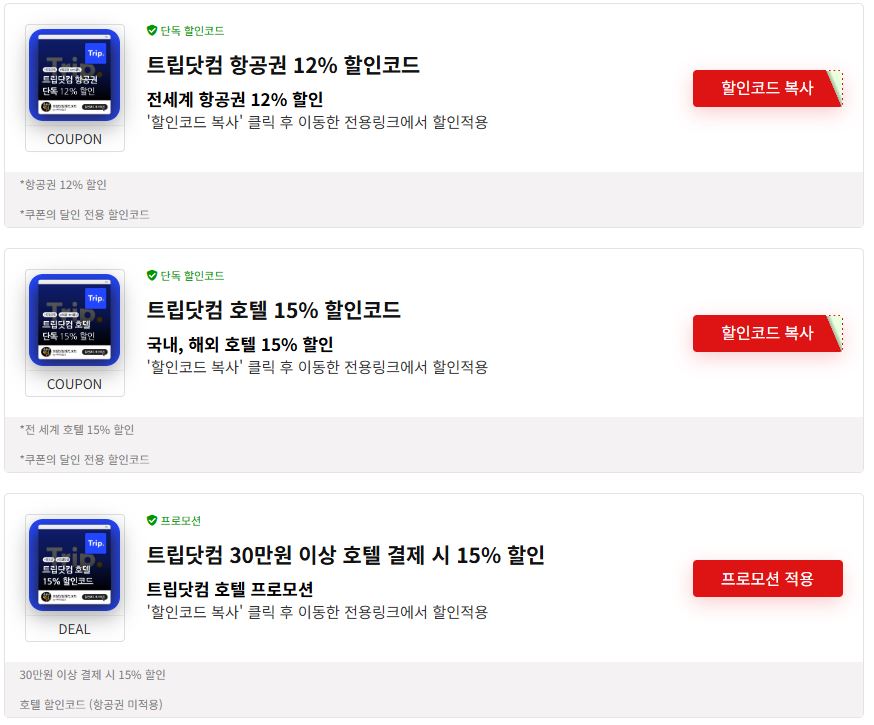 단독 할인코드
트립닷컴 항공권 12% 할인코드
전세계 항공권 12% 할인
'할인코드 복사' 클릭 후 이동한 전용링크에서 할인적용
할인코드 복사
Trip.
트립닷컴 항공권
단독 12% 할인
COUPON
*항공권 12% 할인
*쿠폰의 달인 전용 할인코드
단독 할인코드
트립닷컴 호텔 15% 할인코드
국내, 해외 호텔 15% 할인
'할인코드 복사' 클릭 후 이동한 전용링크에서 할인적용
할인코드 복사
Trip.
트립닷컴 호텔
단독 15% 할인
COUPON
*전 세계 호텔 15% 할인
*쿠폰의 달인 전용 할인코드
프로모션
트립닷컴 30만원 이상 호텔 결제 시 15% 할인
트립닷컴 호텔 프로모션
'할인코드 복사' 클릭 후 이동한 전용링크에서 할인적용
프로모션 적용
Trip.
트립닷컴 호텔
15% 할인코드
DEAL
30만원 이상 결제 시 15% 할인
호텔 할인코드 (항공권 미적용)